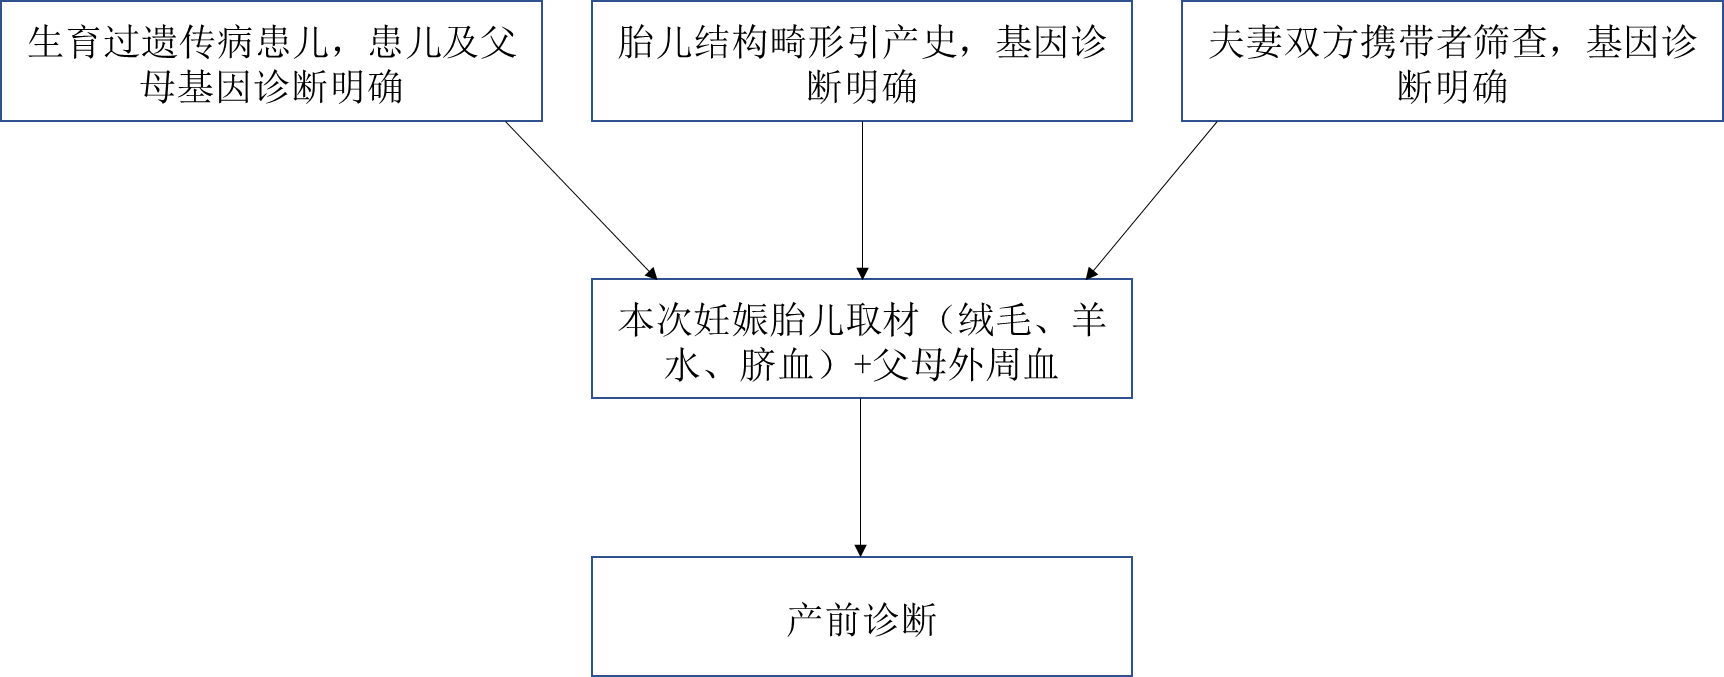 生育过遗传病患儿，患儿及父
母基因诊断明确
胎儿结构畸形引产史，基因诊
断明确
夫妻双方携带者筛查，基因诊
断明确
本次妊娠胎儿取材（绒毛、羊
水、脐血）+父母外周血
产前诊断